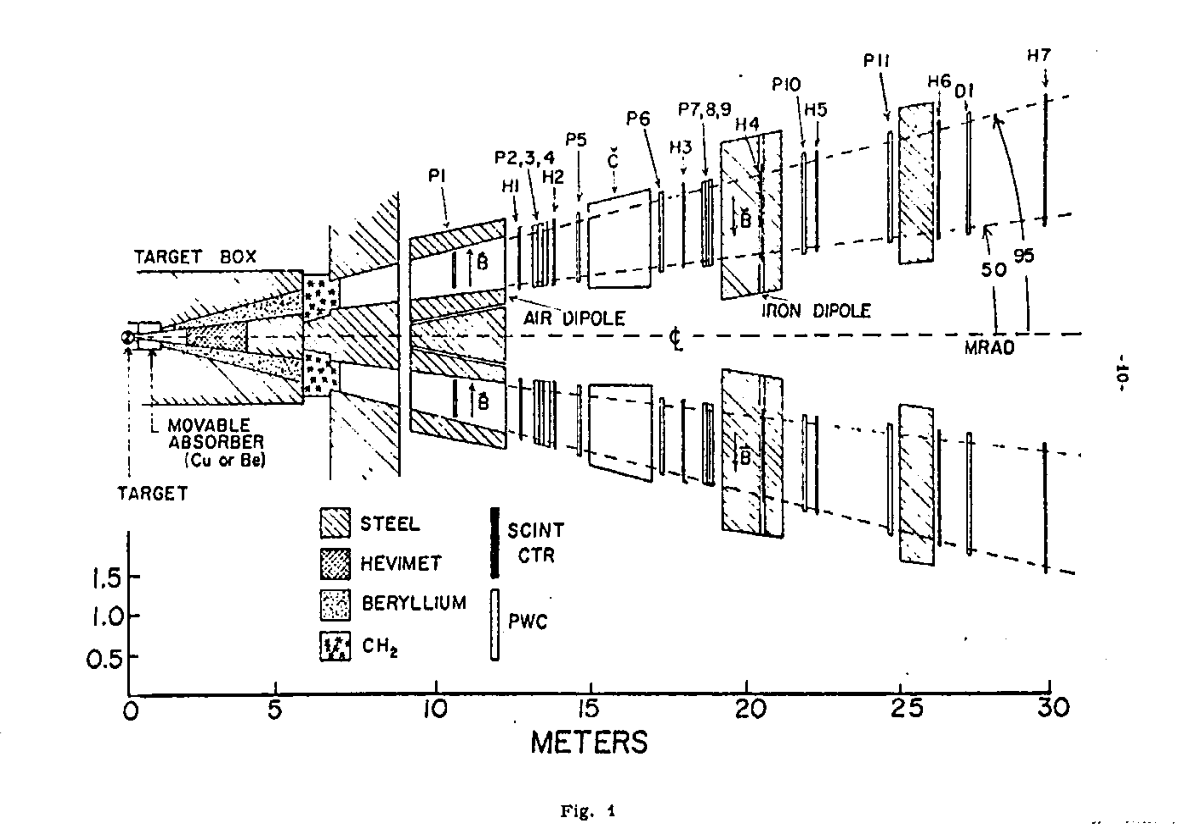 H7
P11
H6
D1
P10
H5
P7,8,9
H4
P6
H3
P5
Č
P2,3,4
H2
H1
P1
TARGET BOX
B⃗
B⃗
50
95
AIR DIPOLE
IRON DIPOLE
℄
MRAD
-10-
B⃗
B⃗
MOVABLE
ABSORBER
(Cu or Be)
TARGET
STEEL
HEVIMET
BERYLLIUM
CH₂
SCINT
CTR
PWC
1.5
1.0
0.5
0 5 10 15 20 25 30
METERS
Fig. 1